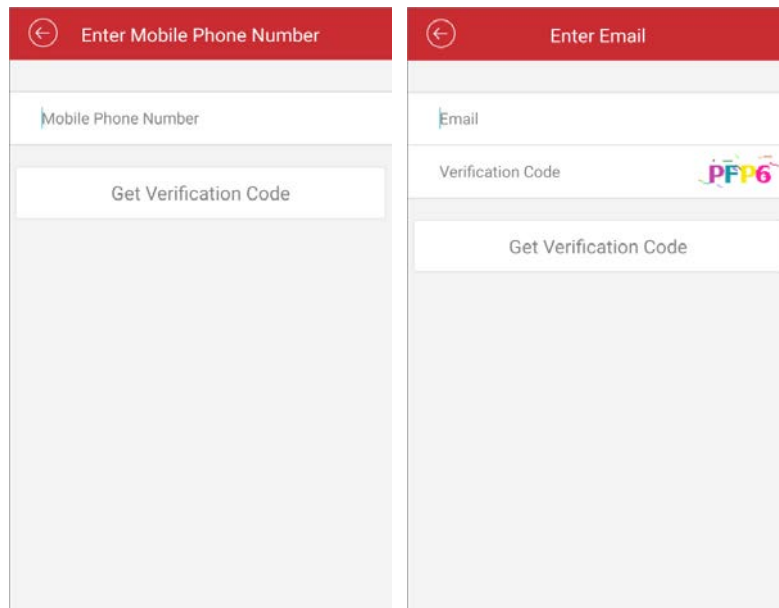 Enter Mobile Phone Number
Mobile Phone Number
Get Verification Code
Enter Email
Email
Verification Code
PFP6
Get Verification Code